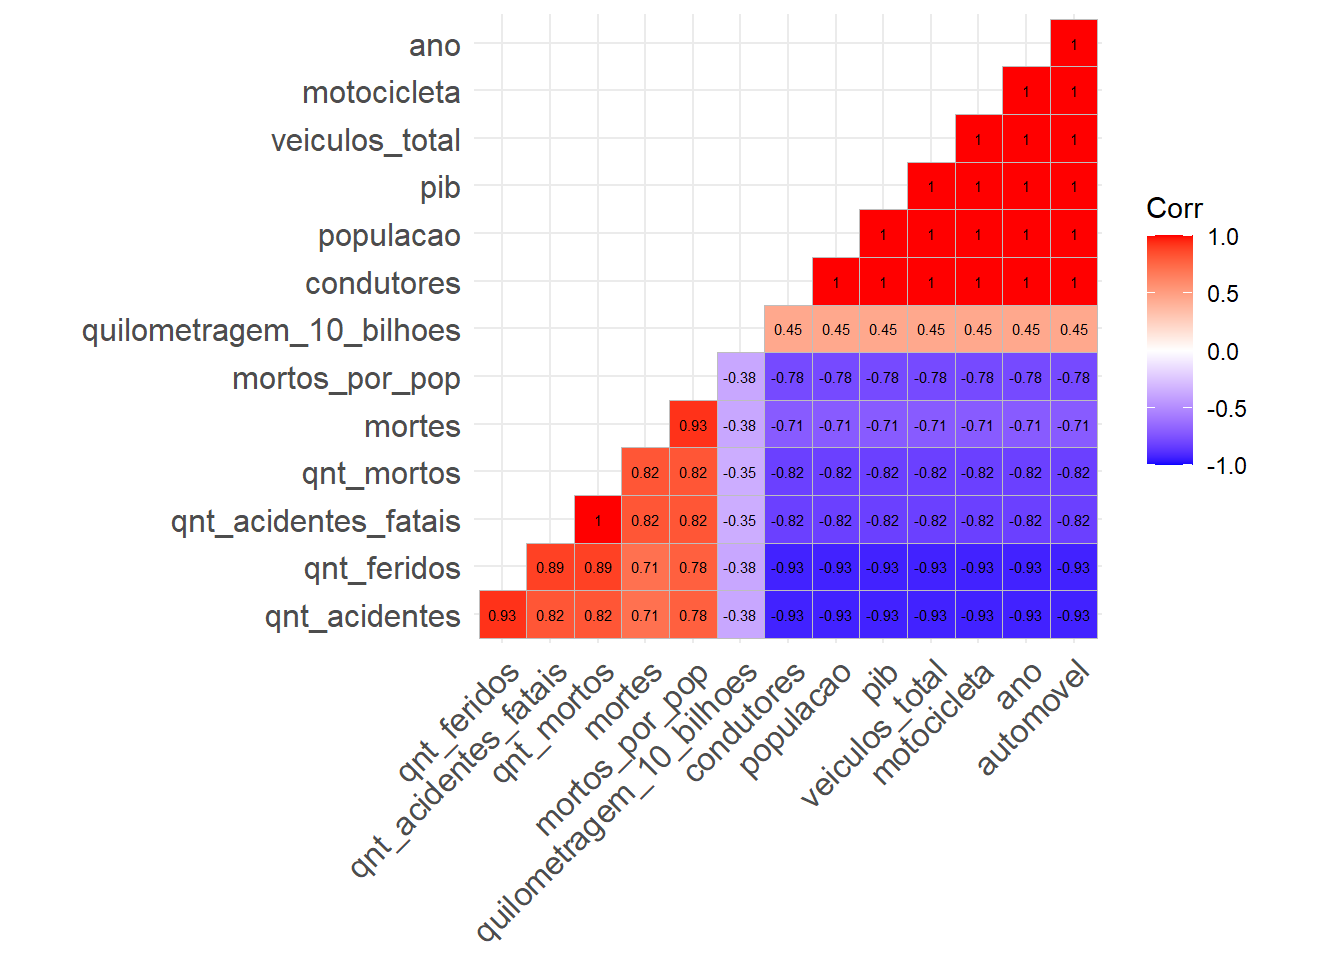 ano 1
motocicleta 1 1
veiculos_total 1 1 1
pib 1 1 1 1
populacao 1 1 1 1 1
condutores 1 1 1 1 1 1
quilometragem_10_bilhoes 0.45 0.45 0.45 0.45 0.45 0.45 0.45
mortos_por_pop -0.38 -0.78 -0.78 -0.78 -0.78 -0.78 -0.78 -0.78
mortes 0.93 -0.38 -0.71 -0.71 -0.71 -0.71 -0.71 -0.71 -0.71
qnt_mortos 0.82 0.82 -0.35 -0.82 -0.82 -0.82 -0.82 -0.82 -0.82 -0.82
qnt_acidentes_fatais 1 0.82 0.82 -0.35 -0.82 -0.82 -0.82 -0.82 -0.82 -0.82 -0.82
qnt_feridos 0.89 0.89 0.71 0.78 -0.38 -0.93 -0.93 -0.93 -0.93 -0.93 -0.93 -0.93
qnt_acidentes 0.93 0.82 0.82 0.71 0.78 -0.38 -0.93 -0.93 -0.93 -0.93 -0.93 -0.93 -0.93
qnt_feridos
qnt_acidentes_fatais
qnt_mortos
mortes
mortos_por_pop
quilometragem_10_bilhoes
condutores
populacao
pib
veiculos_total
motocicleta
ano
automovel
Corr
1.0
0.5
0.0
-0.5
-1.0